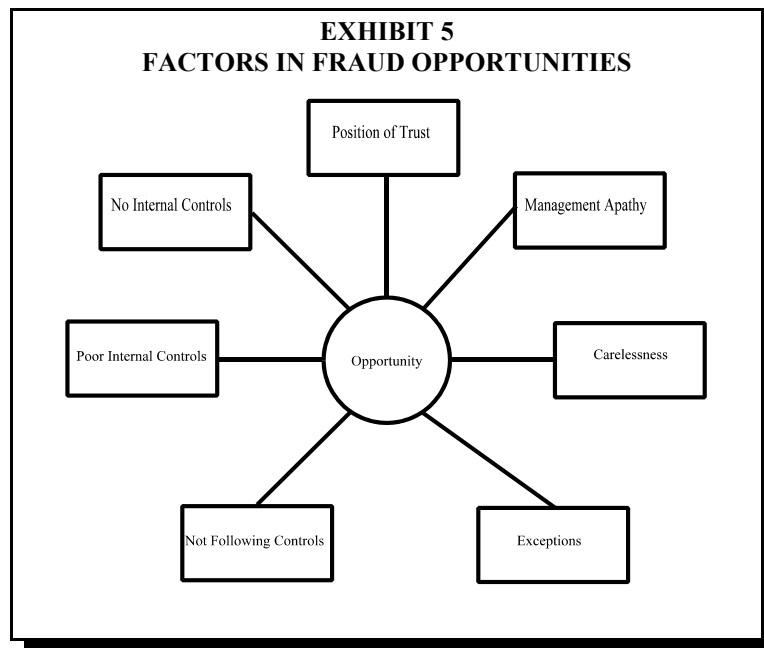 EXHIBIT 5
FACTORS IN FRAUD OPPORTUNITIES
Position of Trust
No Internal Controls
Management Apathy
Poor Internal Controls
Opportunity
Carelessness
Not Following Controls
Exceptions